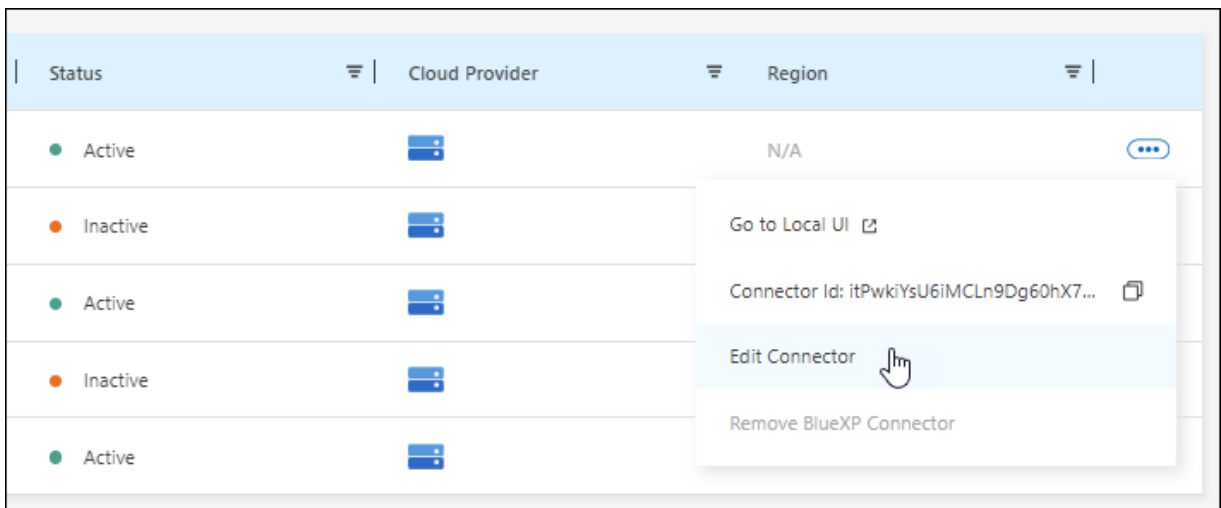 Status Cloud Provider Region
Active N/A
Go to Local UI
Inactive
Connector Id: itPwkiYsU6iMCLn9Dg60hX7...
Active
Edit Connector
Inactive
Remove BlueXP Connector
Active